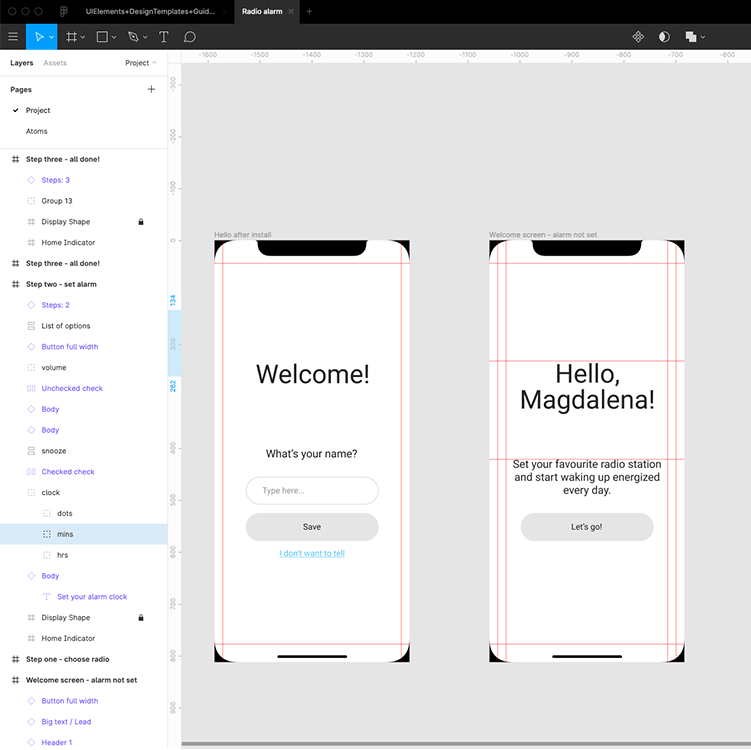 UIElements+DesignTemplates+Guid...
Radio alarm
Layers
Assets
Project
Pages
Project
Atoms
Step three - all done!
Steps: 3
Group 13
Display Shape
Home Indicator
Step three - all done!
Step two - set alarm
Steps: 2
List of options
Button full width
volume
Unchecked check
Body
Body
snooze
Checked check
clock
dots
mins
hrs
Body
Set your alarm clock
Display Shape
Home Indicator
Step one - choose radio
Welcome screen - alarm not set
Button full width
Big text / Lead
Header 1
-1600 -1500 -1400 -1300 -1200 -1100 -1000 -900 -800 -700 -600
-300
-200
-100
0
134
200
262
400
500
600
700
800
900
Hello after install
Welcome!
What's your name?
Type here...
Save
I don't want to tell
Welcome screen - alarm not set
Hello,
Magdalena!
Set your favourite radio station
and start waking up energized
every day.
Let's go!